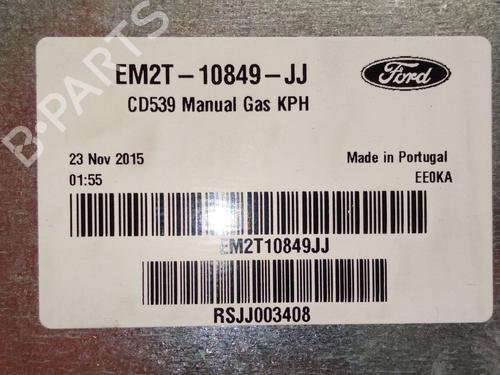 B-PARTS
EM2T-10849-JJ
Ford
CD539 Manual Gas KPH
23 Nov 2015
Made in Portugal
01:55
EE0KA
EM2T10849JJ
RSJJ003408